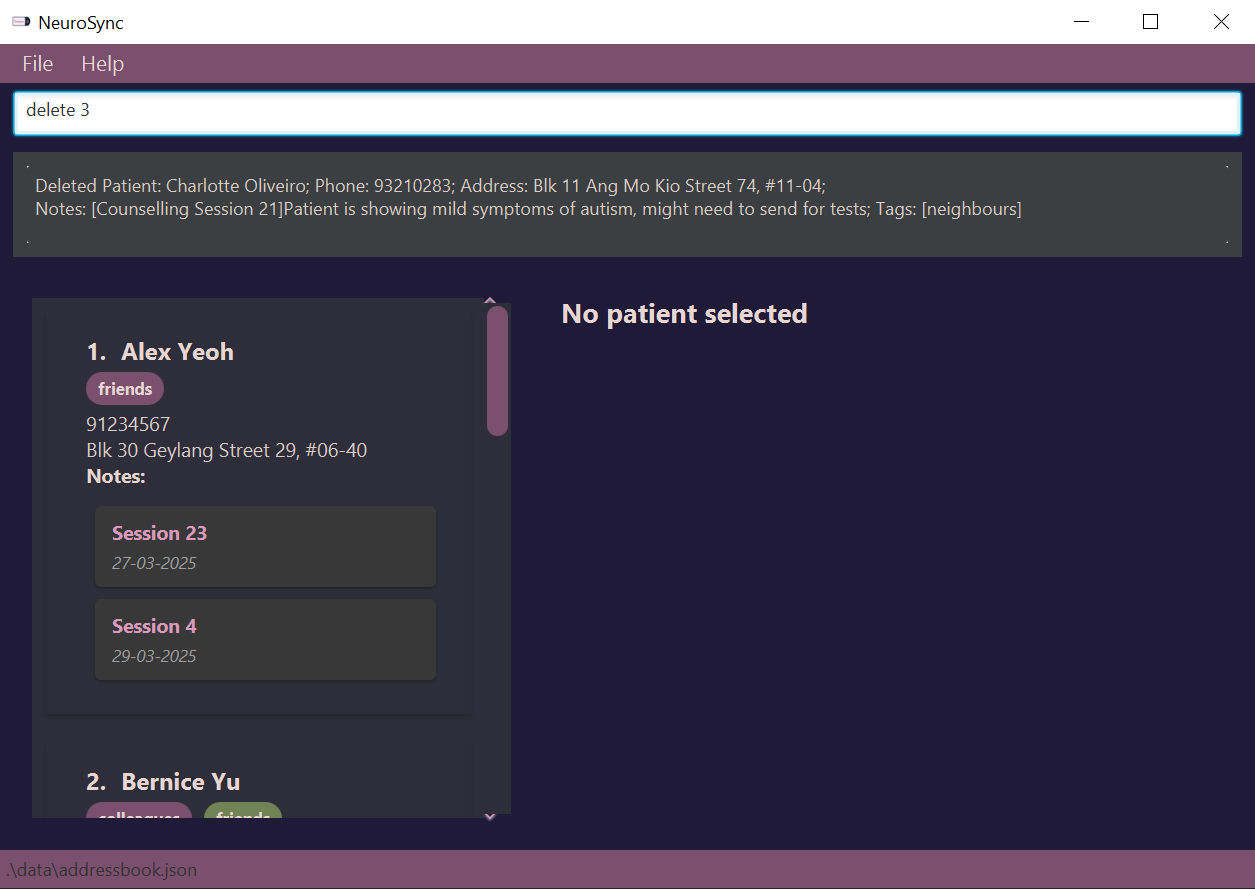 NeuroSync
File Help
delete 3
Deleted Patient: Charlotte Oliveiro; Phone: 93210283; Address: Blk 11 Ang Mo Kio Street 74, #11-04;
Notes: [Counselling Session 21]Patient is showing mild symptoms of autism, might need to send for tests; Tags: [neighbours]
1. Alex Yeoh
friends
91234567
Blk 30 Geylang Street 29, #06-40
Notes:
Session 23
27-03-2025
Session 4
29-03-2025
2. Bernice Yu
colleagues friends
No patient selected
.\data\addressbook.json